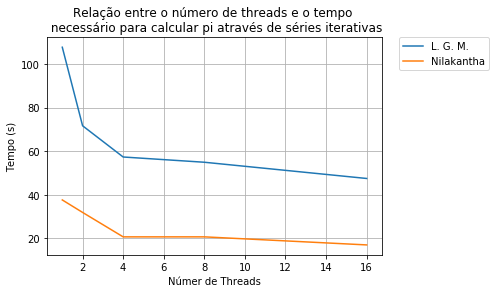 Relação entre o número de threads e o tempo
necessário para calcular pi através de séries iterativas
L. G. M.
Nilakantha
100
80
60
40
20
Tempo (s)
2 4 6 8 10 12 14 16
Númer de Threads